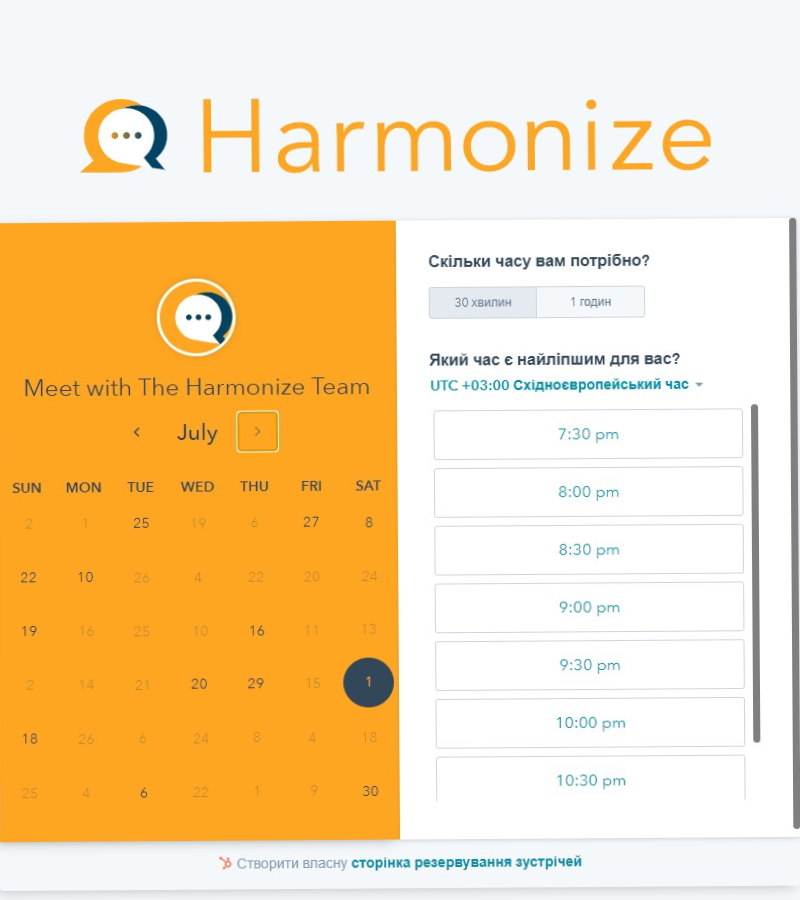 Harmonize
Meet with The Harmonize Team
July
SUN MON TUE WED THU FRI SAT
2 1 25 19 6 27 8
22 10 26 4 22 20 24
19 16 25 10 16 11 13
2 14 21 20 29 15 1
18 26 6 24 8 4 18
25 4 6 22 1 9 30
Скільки часу вам потрібно?
30 хвилин 1 годин
Який час є найліпшим для вас?
UTC +03:00 Східноєвропейський час
7:30 pm
8:00 pm
8:30 pm
9:00 pm
9:30 pm
10:00 pm
10:30 pm
Створити власну сторінка резервування зустрічей